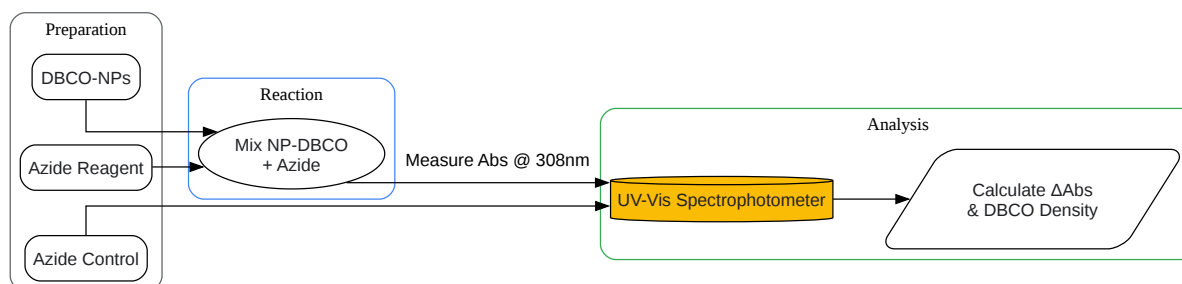 Preparation
DBCO-NPs
Azide Reagent
Azide Control
Reaction
Mix NP-DBCO
+ Azide
Measure Abs @ 308nm
Analysis
UV-Vis Spectrophotometer
Calculate ΔAbs
& DBCO Density